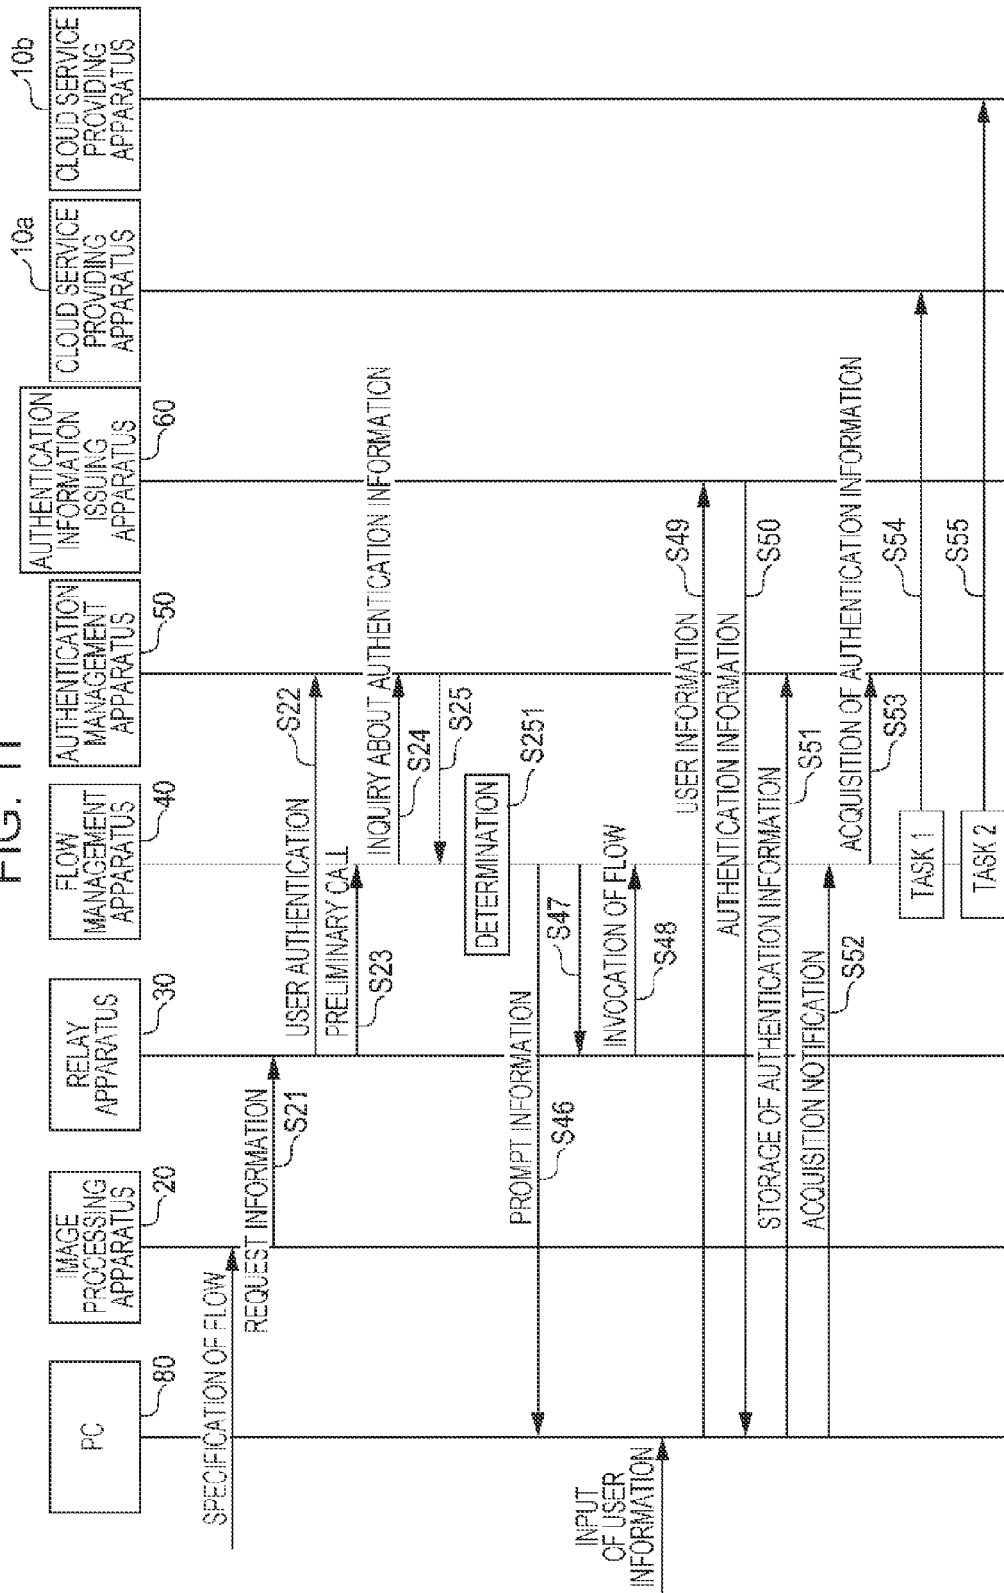 FIG. 11
PC
80
IMAGE
PROCESSING
APPARATUS
20
RELAY
APPARATUS
30
FLOW
MANAGEMENT
APPARATUS
40
AUTHENTICATION
MANAGEMENT
APPARATUS
50
AUTHENTICATION
INFORMATION
ISSUING
APPARATUS
60
CLOUD SERVICE
PROVIDING
APPARATUS
10a
CLOUD SERVICE
PROVIDING
APPARATUS
10b
SPECIFICATION OF FLOW
REQUEST INFORMATION
S21
USER AUTHENTICATION
S22
PRELIMINARY CALL
S23
INQUIRY ABOUT AUTHENTICATION INFORMATION
S24
S25
DETERMINATION
S251
PROMPT INFORMATION
S46
S47
INVOCATION OF FLOW
S48
INPUT
OF USER
INFORMATION
USER INFORMATION
S49
AUTHENTICATION INFORMATION
S50
STORAGE OF AUTHENTICATION INFORMATION
S51
ACQUISITION NOTIFICATION
S52
ACQUISITION OF AUTHENTICATION INFORMATION
S53
TASK 1
S54
TASK 2
S55